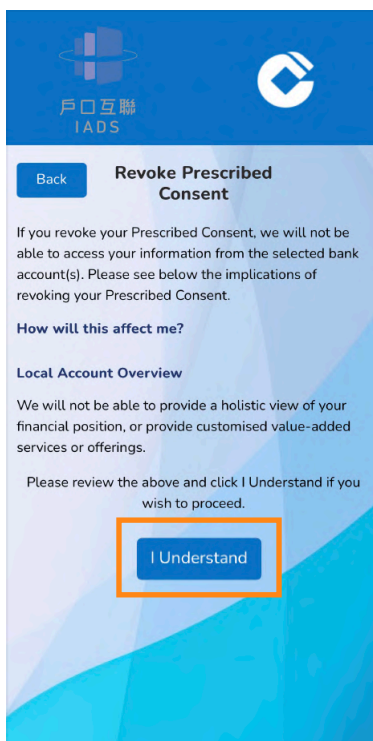 戶口互聯
IADS
Back
Revoke Prescribed
Consent
If you revoke your Prescribed Consent, we will not be
able to access your information from the selected bank
account(s). Please see below the implications of
revoking your Prescribed Consent.
How will this affect me?
Local Account Overview
We will not be able to provide a holistic view of your
financial position, or provide customised value-added
services or offerings.
Please review the above and click I Understand if you
wish to proceed.
I Understand